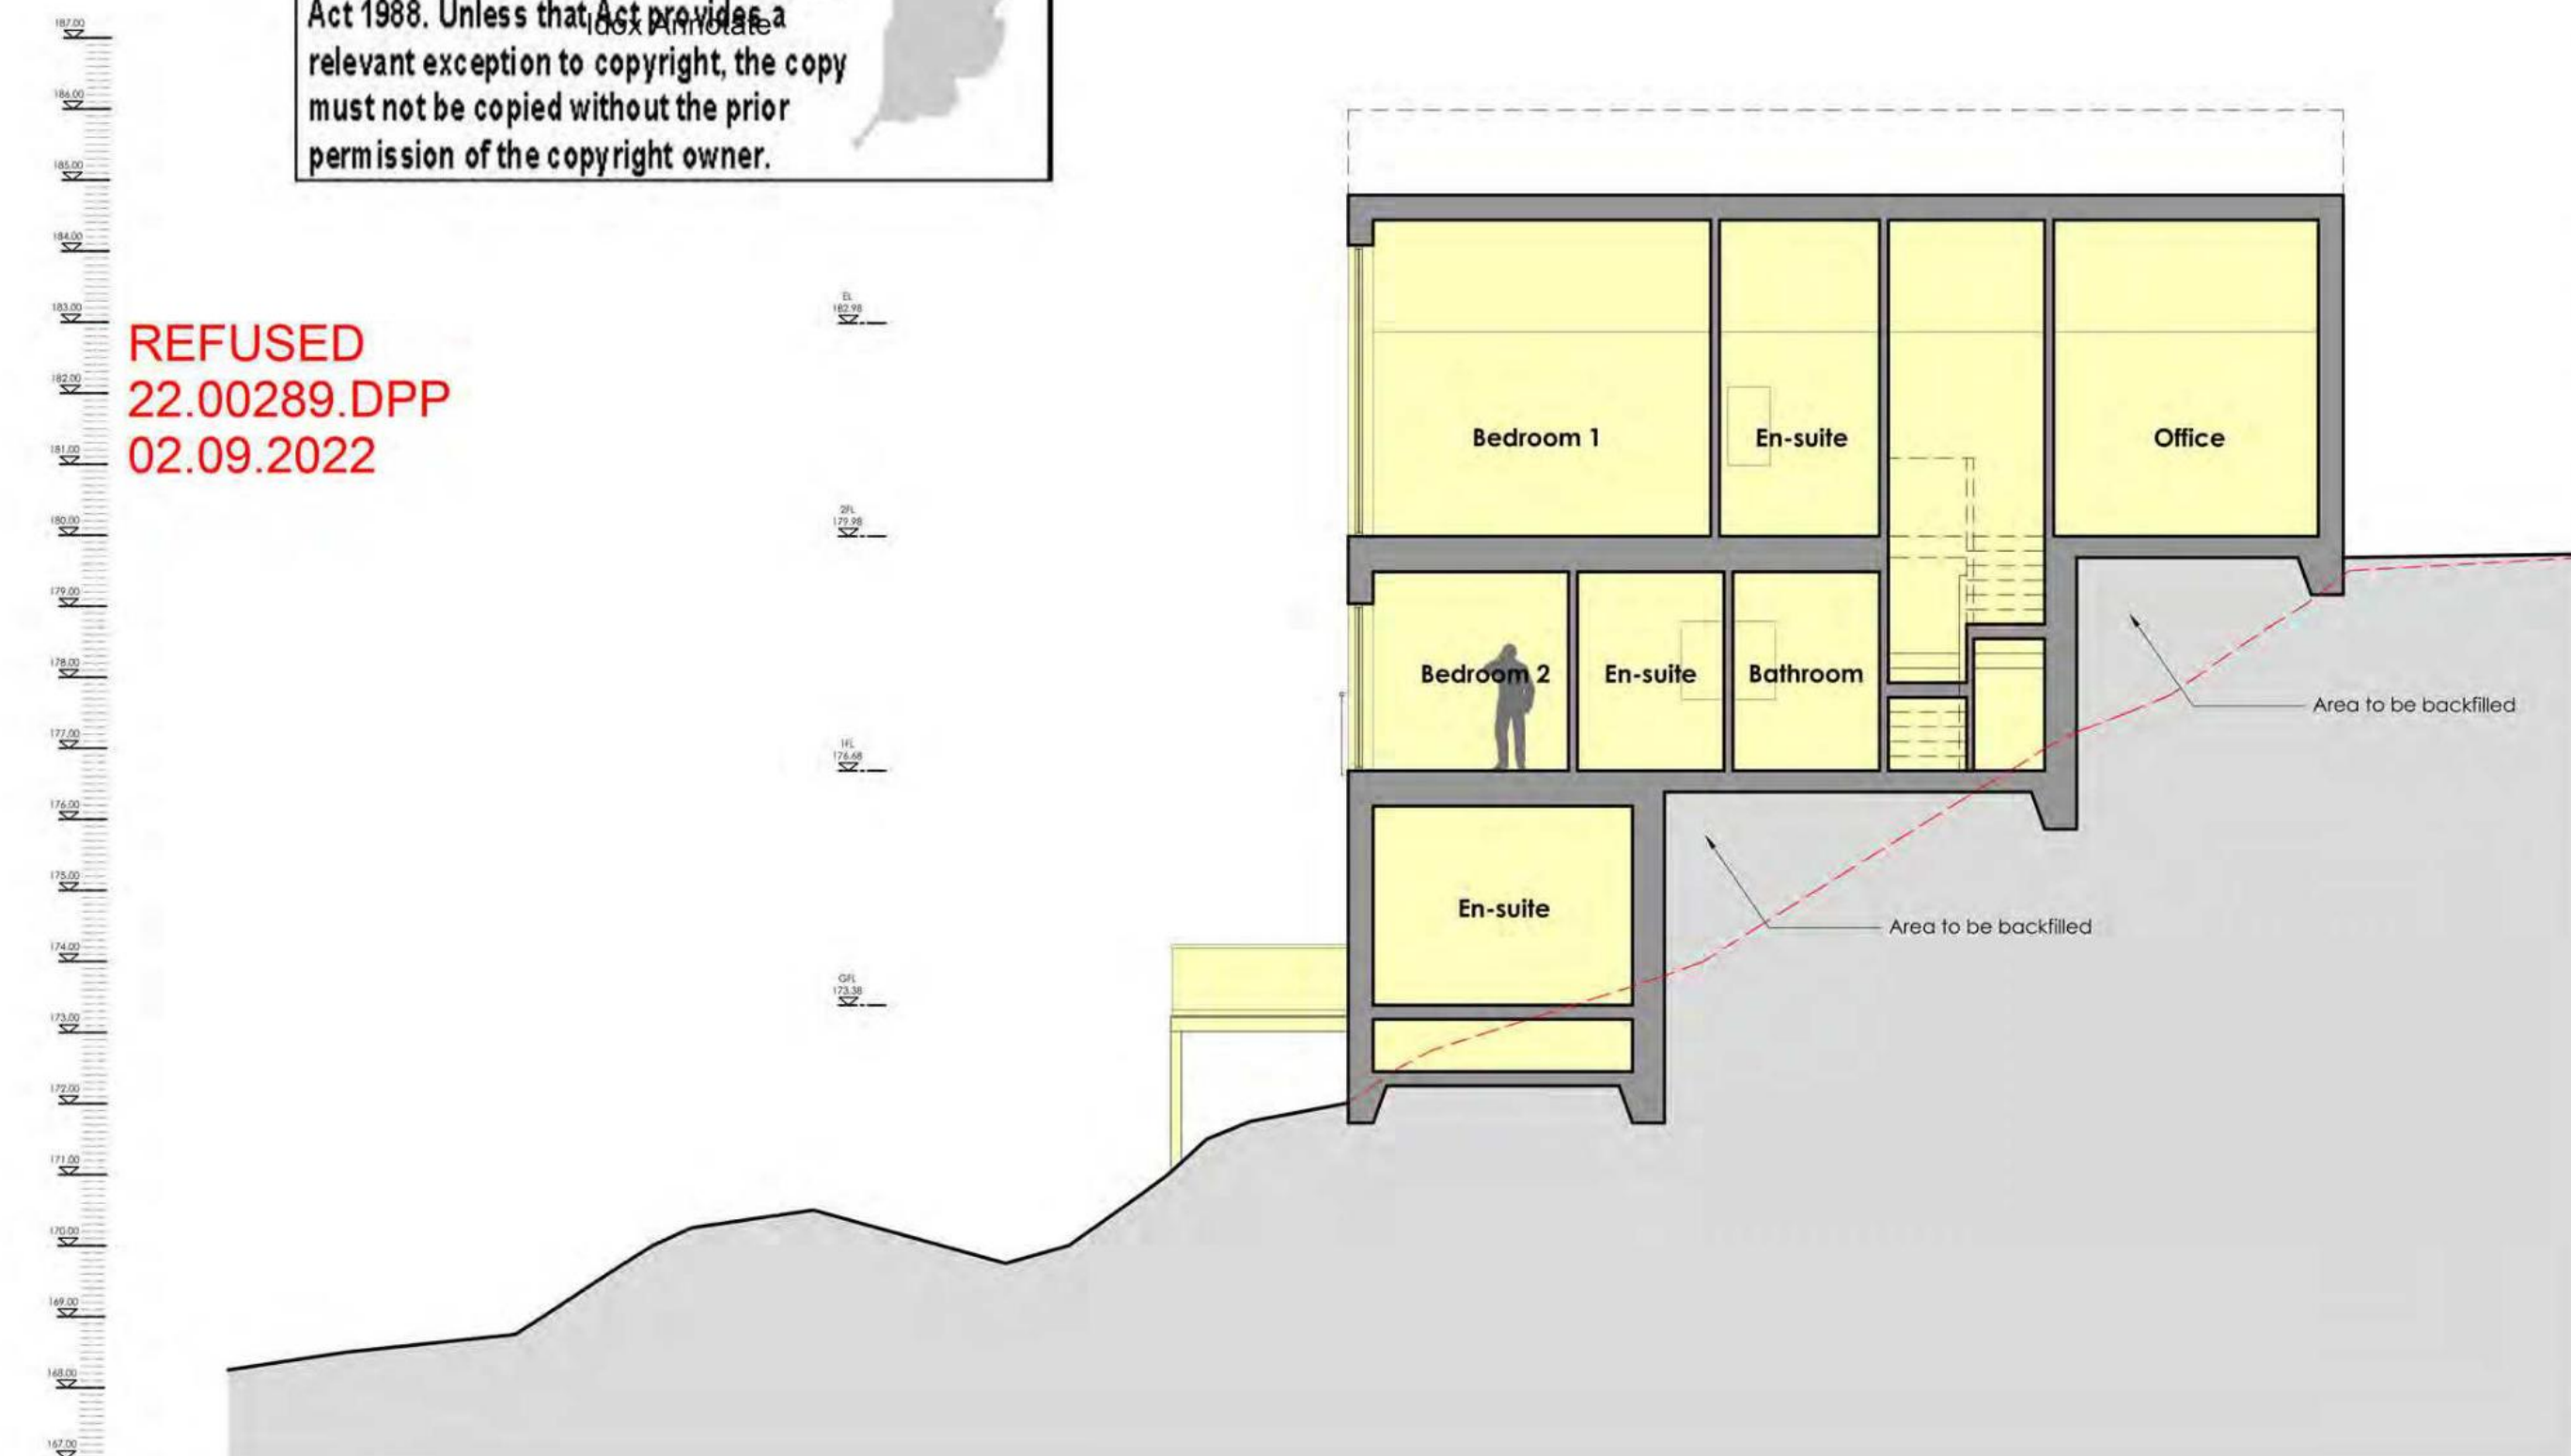 Act 1988. Unless that Act provides a
Idox Annotate
relevant exception to copyright, the copy
must not be copied without the prior
permission of the copyright owner.
187.00
186.00
185.00
184.00
183.00
182.00
181.00
180.00
179.00
178.00
177.00
176.00
175.00
174.00
173.00
172.00
171.00
170.00
169.00
168.00
167.00
REFUSED
22.00289.DPP
02.09.2022
EL
182.98
2FL
179.98
1FL
176.68
GFL
173.38
Bedroom 1
En-suite
Office
Bedroom 2
En-suite
Bathroom
Area to be backfilled
En-suite
Area to be backfilled